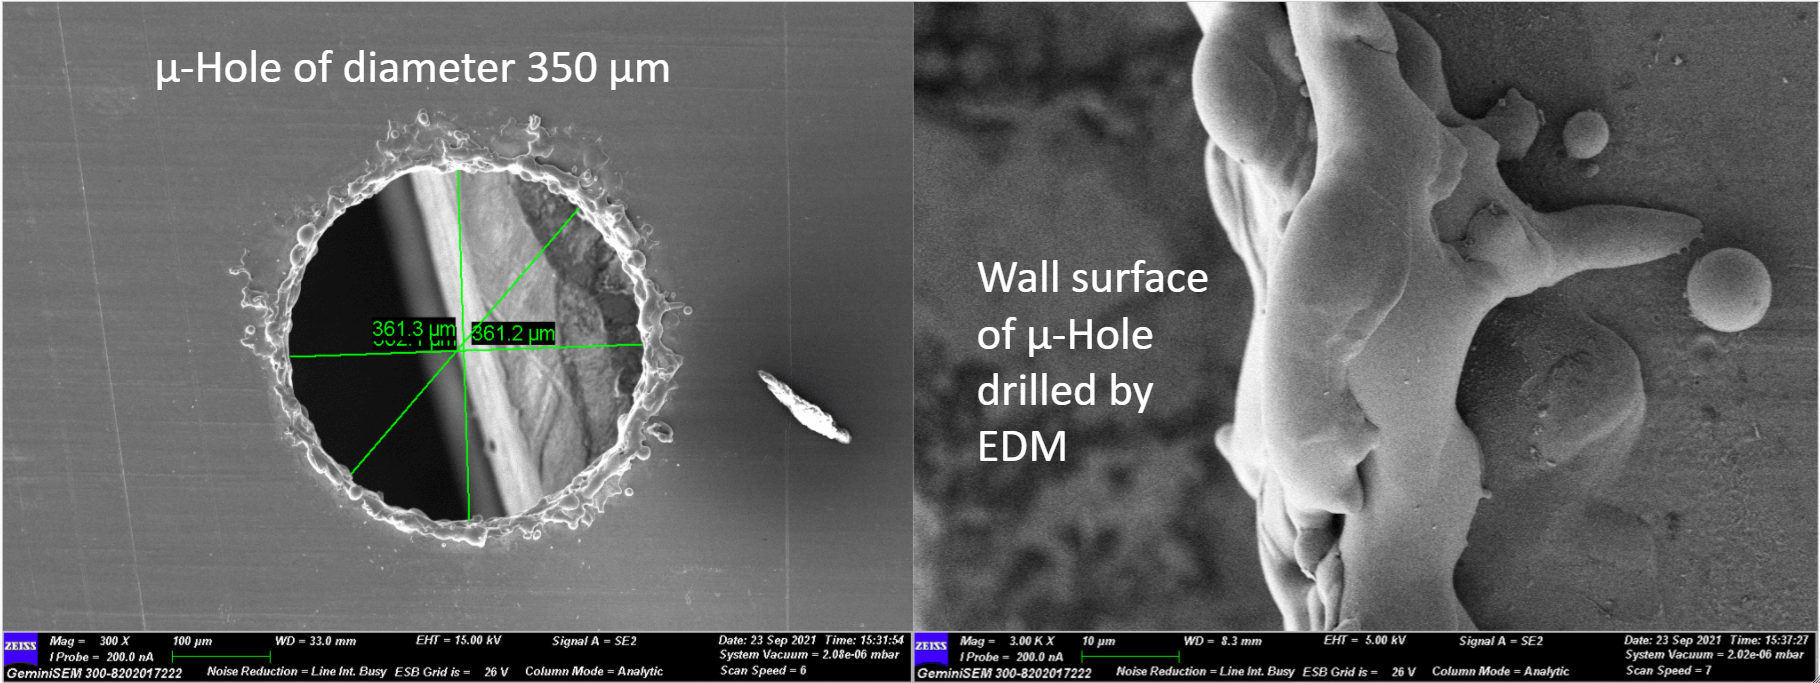 μ-Hole of diameter 350 μm
361.3 μm
361.2 μm
ZEISS
Mag = 300 X
100 μm
WD = 33.0 mm
EHT = 15.00 kV
Signal A = SE2
Date: 23 Sep 2021 Time: 15:31:54
I Probe = 200.0 nA
System Vacuum = 2.08e-06 mbar
GeminiSEM 300-8202017222
Noise Reduction = Line Int. Busy
ESB Grid is = 26 V
Column Mode = Analytic
Scan Speed = 6
Wall surface
of μ-Hole
drilled by
EDM
ZEISS
Mag = 3.00 K X
10 μm
WD = 8.3 mm
EHT = 5.00 kV
Signal A = SE2
Date: 23 Sep 2021 Time: 15:37:27
I Probe = 200.0 nA
System Vacuum = 2.02e-06 mbar
GeminiSEM 300-8202017222
Noise Reduction = Line Int. Busy
ESB Grid is = 26 V
Column Mode = Analytic
Scan Speed = 7